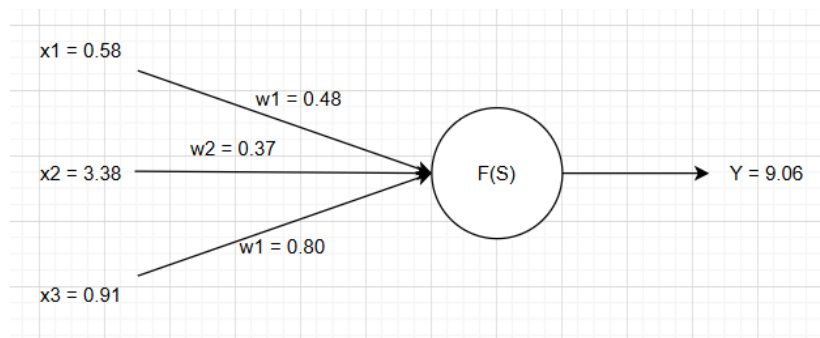 x1 = 0.58
w1 = 0.48
w2 = 0.37
x2 = 3.38
F(S)
Y = 9.06
w1 = 0.80
x3 = 0.91